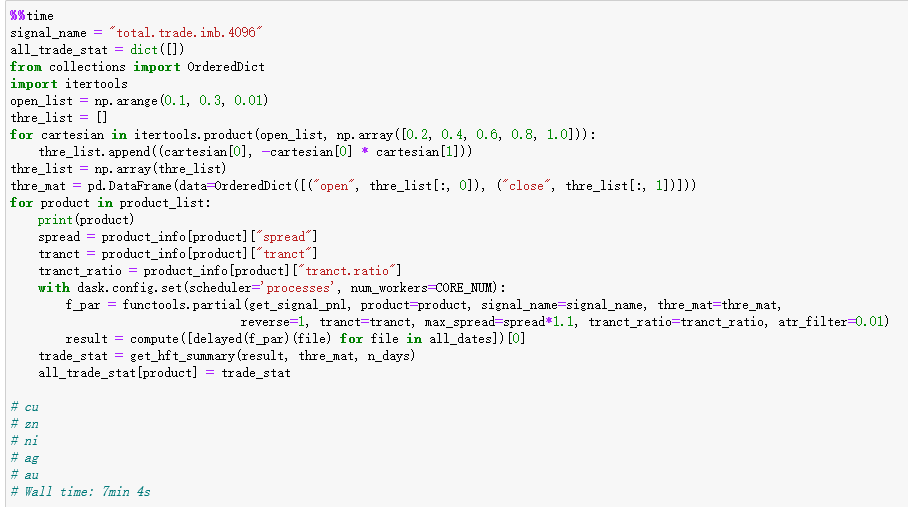 %%time
signal_name = "total.trade.imb.4096"
all_trade_stat = dict([])
from collections import OrderedDict
import itertools
open_list = np.arange(0.1, 0.3, 0.01)
thre_list = []
for cartesian in itertools.product(open_list, np.array([0.2, 0.4, 0.6, 0.8, 1.0])):
    thre_list.append((cartesian[0], -cartesian[0] * cartesian[1]))
thre_list = np.array(thre_list)
thre_mat = pd.DataFrame(data=OrderedDict([("open", thre_list[:, 0]), ("close", thre_list[:, 1])]))
for product in product_list:
    print(product)
    spread = product_info[product]["spread"]
    tranct = product_info[product]["tranct"]
    tranct_ratio = product_info[product]["tranct.ratio"]
    with dask.config.set(scheduler='processes', num_workers=CORE_NUM):
        f_par = functools.partial(get_signal_pnl, product=product, signal_name=signal_name, thre_mat=thre_mat,
                                  reverse=1, tranct=tranct, max_spread=spread*1.1, tranct_ratio=tranct_ratio, atr_filter=0.01)
        result = compute([delayed(f_par)(file) for file in all_dates])[0]
    trade_stat = get_hft_summary(result, thre_mat, n_days)
    all_trade_stat[product] = trade_stat
# cu
# zn
# ni
# ag
# au
# Wall time: 7min 4s